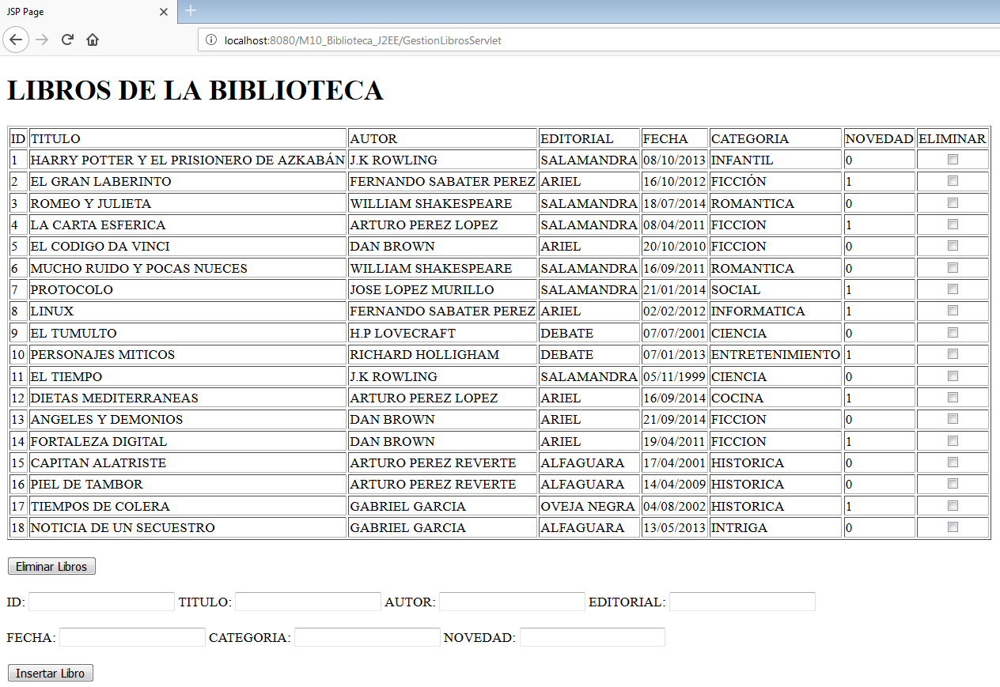 JSP Page
localhost:8080/M10_Biblioteca_J2EE/GestionLibrosServlet
LIBROS DE LA BIBLIOTECA
ID TITULO AUTOR EDITORIAL FECHA CATEGORIA NOVEDAD ELIMINAR
1 HARRY POTTER Y EL PRISIONERO DE AZKABÁN J.K ROWLING SALAMANDRA 08/10/2013 INFANTIL 0
2 EL GRAN LABERINTO FERNANDO SABATER PEREZ ARIEL 16/10/2012 FICCIÓN 1
3 ROMEO Y JULIETA WILLIAM SHAKESPEARE SALAMANDRA 18/07/2014 ROMANTICA 0
4 LA CARTA ESFERICA ARTURO PEREZ LOPEZ SALAMANDRA 08/04/2011 FICCION 1
5 EL CODIGO DA VINCI DAN BROWN ARIEL 20/10/2010 FICCION 0
6 MUCHO RUIDO Y POCAS NUECES WILLIAM SHAKESPEARE SALAMANDRA 16/09/2011 ROMANTICA 0
7 PROTOCOLO JOSE LOPEZ MURILLO SALAMANDRA 21/01/2014 SOCIAL 1
8 LINUX FERNANDO SABATER PEREZ ARIEL 02/02/2012 INFORMATICA 1
9 EL TUMULTO H.P LOVECRAFT DEBATE 07/07/2001 CIENCIA 0
10 PERSONAJES MITICOS RICHARD HOLLIGHAM DEBATE 07/01/2013 ENTRETENIMIENTO 1
11 EL TIEMPO J.K ROWLING SALAMANDRA 05/11/1999 CIENCIA 0
12 DIETAS MEDITERRANEAS ARTURO PEREZ LOPEZ ARIEL 16/09/2014 COCINA 1
13 ANGELES Y DEMONIOS DAN BROWN ARIEL 21/09/2014 FICCION 0
14 FORTALEZA DIGITAL DAN BROWN ARIEL 19/04/2011 FICCION 1
15 CAPITAN ALATRISTE ARTURO PEREZ REVERTE ALFAGUARA 17/04/2001 HISTORICA 0
16 PIEL DE TAMBOR ARTURO PEREZ REVERTE ALFAGUARA 14/04/2009 HISTORICA 0
17 TIEMPOS DE COLERA GABRIEL GARCIA OVEJA NEGRA 04/08/2002 HISTORICA 1
18 NOTICIA DE UN SECUESTRO GABRIEL GARCIA ALFAGUARA 13/05/2013 INTRIGA 0
Eliminar Libros
ID: TITULO: AUTOR: EDITORIAL:
FECHA: CATEGORIA: NOVEDAD:
Insertar Libro